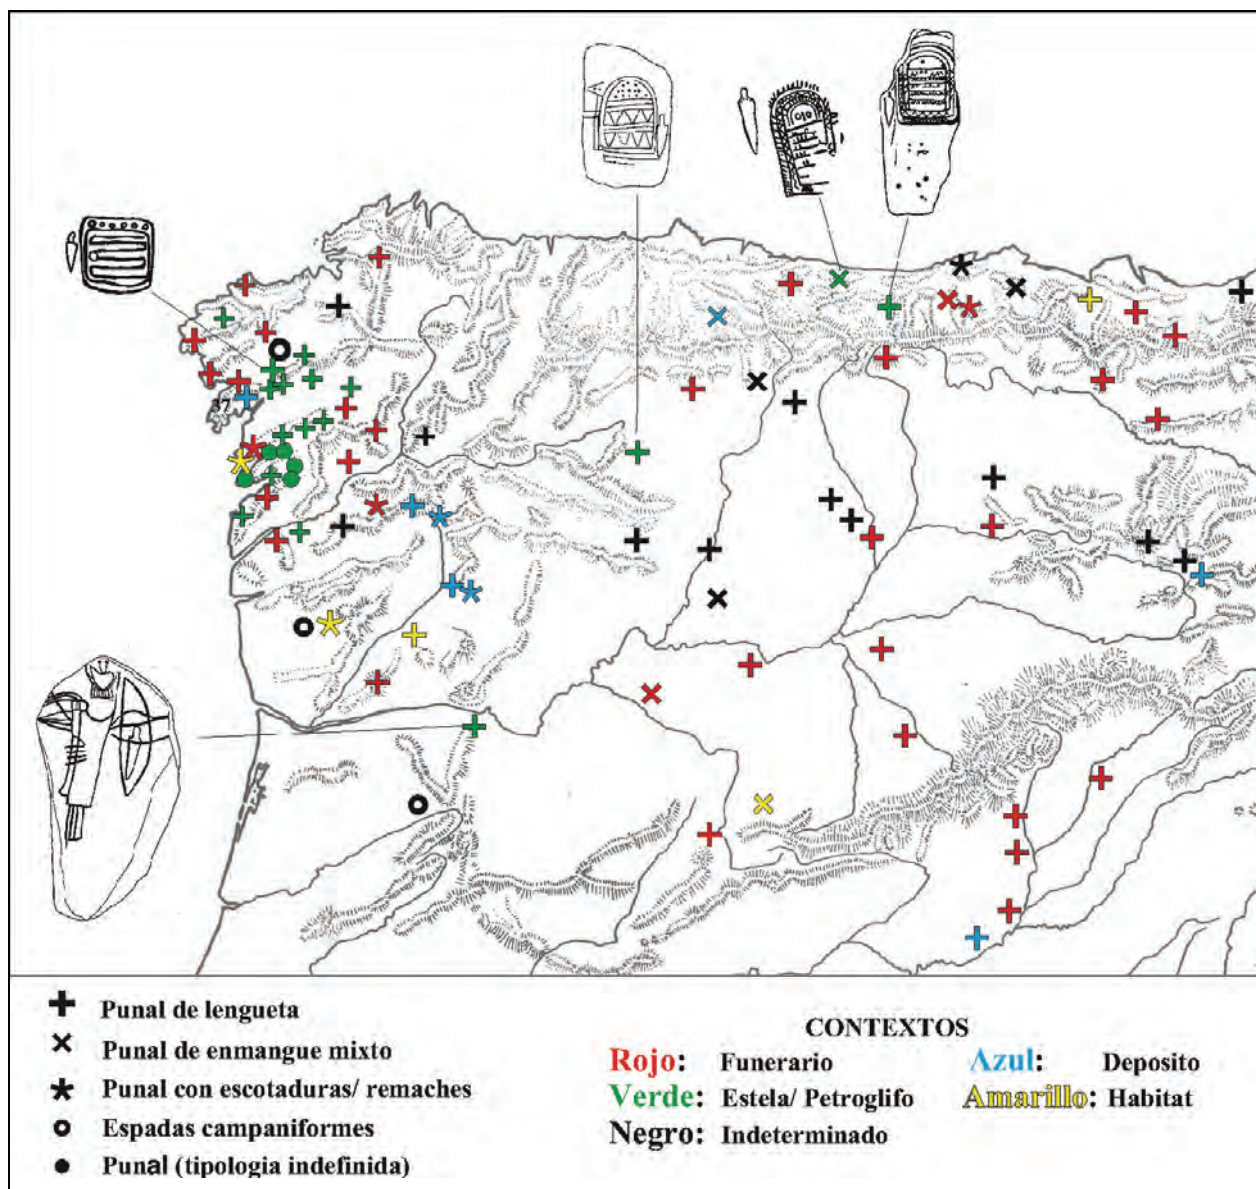 37
Punal de lengueta
Punal de enmangue mixto
Punal con escotaduras/ remaches
Espadas campaniformes
Punal (tipologia indefinida)
CONTEXTOS
Rojo: Funerario
Azul: Deposito
Verde: Estela/ Petroglifo
Amarillo: Habitat
Negro: Indeterminado